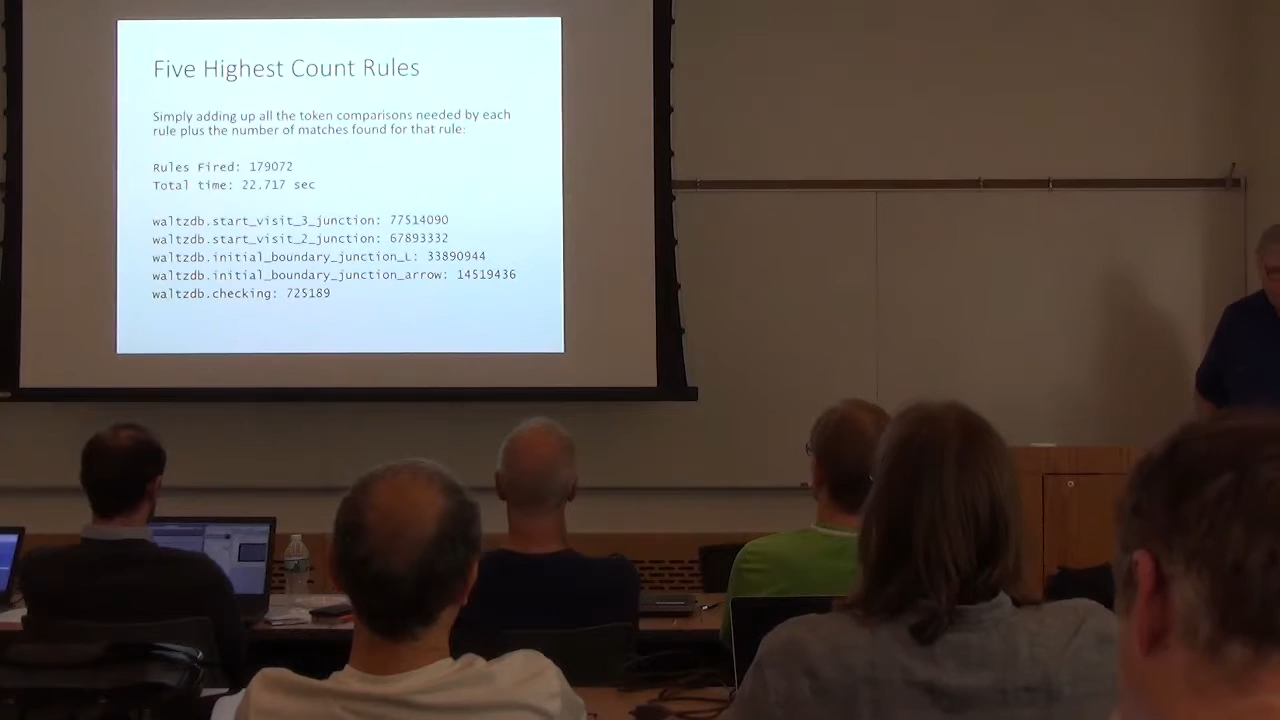 Five Highest Count Rules
Simply adding up all the token comparisons needed by each
rule plus the number of matches found for that rule:
Rules Fired: 179072
Total time: 22.717 sec
waltzdb.start_visit_3_junction: 77514090
waltzdb.start_visit_2_junction: 67893332
waltzdb.initial_boundary_junction_L: 33890944
waltzdb.initial_boundary_junction_arrow: 14519436
waltzdb.checking: 725189